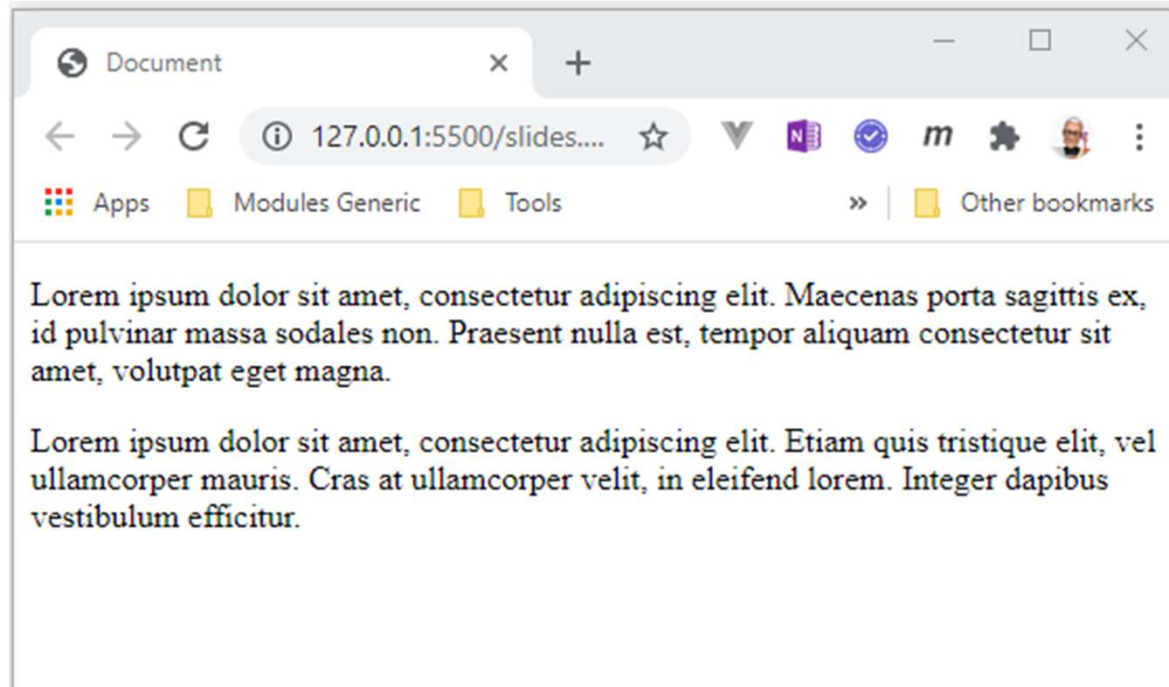 Document
127.0.0.1:5500/slides....
m
Apps Modules Generic Tools » Other bookmarks
Lorem ipsum dolor sit amet, consectetur adipiscing elit. Maecenas porta sagittis ex,
id pulvinar massa sodales non. Praesent nulla est, tempor aliquam consectetur sit
amet, volutpat eget magna.
Lorem ipsum dolor sit amet, consectetur adipiscing elit. Etiam quis tristique elit, vel
ullamcorper mauris. Cras at ullamcorper velit, in eleifend lorem. Integer dapibus
vestibulum efficitur.